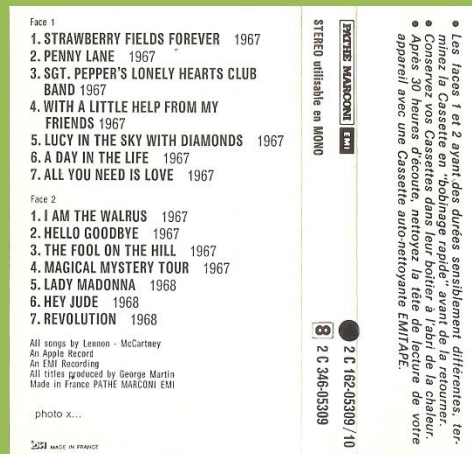 Face 1
1. STRAWBERRY FIELDS FOREVER 1967
2. PENNY LANE 1967
3. SGT. PEPPER'S LONELY HEARTS CLUB
BAND 1967
4. WITH A LITTLE HELP FROM MY
FRIENDS 1967
5. LUCY IN THE SKY WITH DIAMONDS 1967
6. A DAY IN THE LIFE 1967
7. ALL YOU NEED IS LOVE 1967
Face 2
1. I AM THE WALRUS 1967
2. HELLO GOODBYE 1967
3. THE FOOL ON THE HILL 1967
4. MAGICAL MYSTERY TOUR 1967
5. LADY MADONNA 1968
6. HEY JUDE 1968
7. REVOLUTION 1968
All songs by Lennon - McCartney
An Apple Record
An EMI Recording
All titles produced by George Martin
Made in France PATHE MARCONI EMI
photo x...
MADE IN FRANCE
PATHÉ MARCONI EMI
STEREO utilisable en MONO
2 C 162-05309/10
8 2 C 346-05309
• Les faces 1 et 2 ayant des durées sensiblement différentes, ter-
minez la Cassette en "bobinage rapide" avant de la retourner.
• Conservez vos Cassettes dans leur boîtier à l'abri de la chaleur.
• Après 30 heures d'écoute, nettoyez la tête de lecture de votre
appareil avec une Cassette auto-nettoyante EMITAPE.